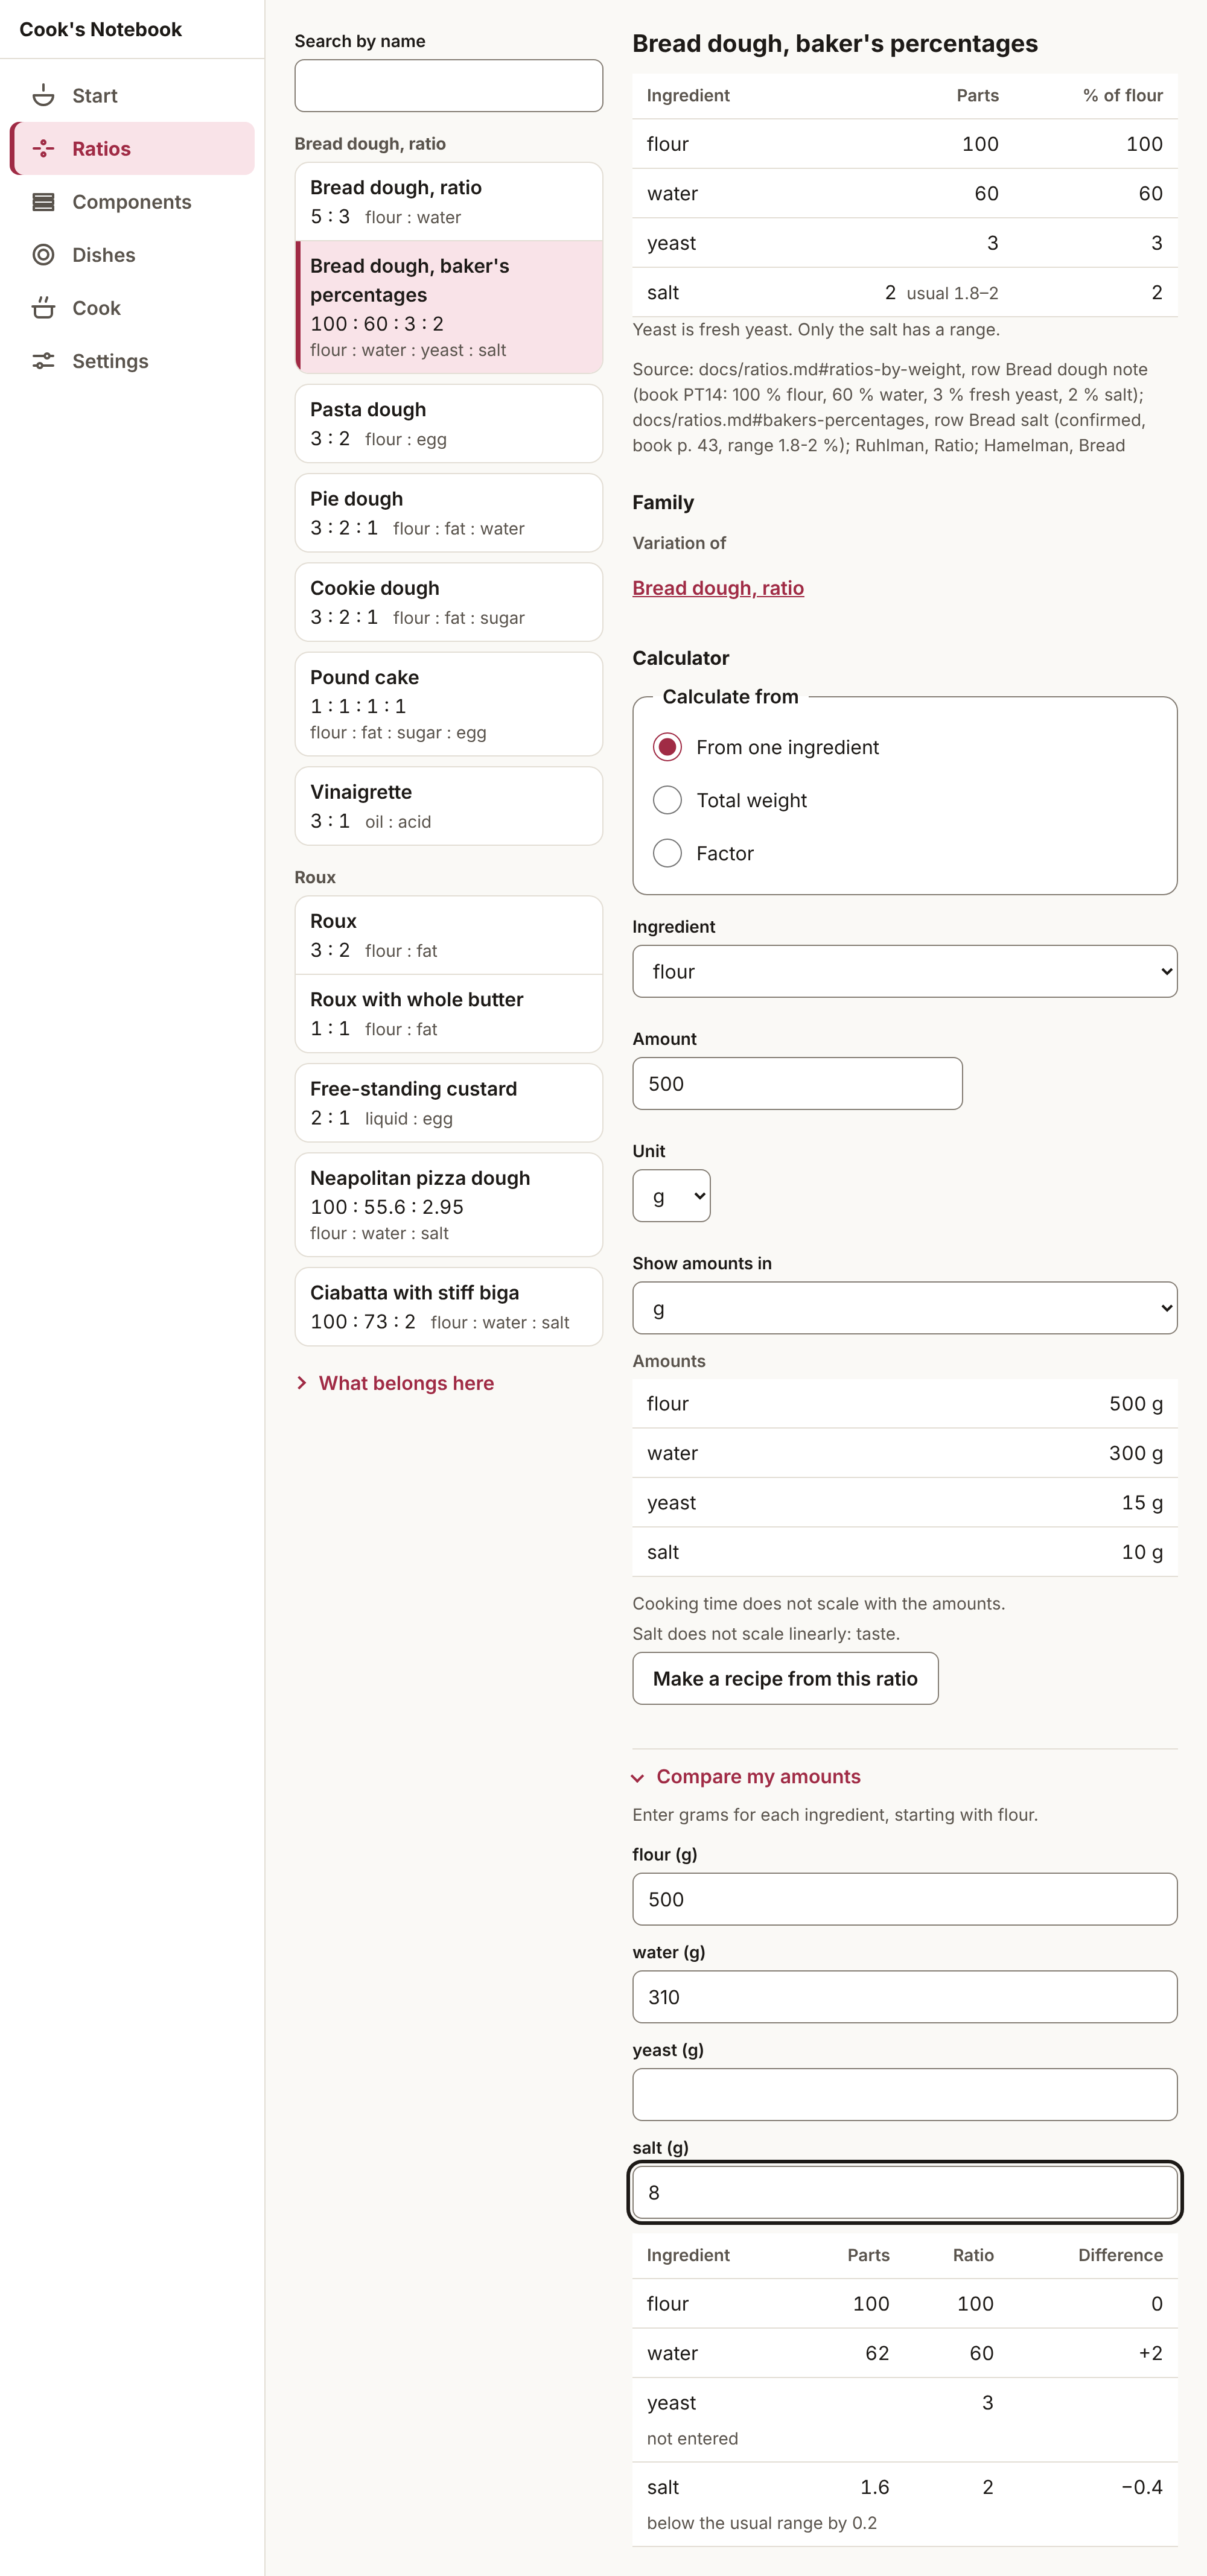 Cook's Notebook
Start
Ratios
Components
Dishes
Cook
Settings
Search by name
Bread dough, ratio
Bread dough, ratio
5 : 3 flour : water
Bread dough, baker's
percentages
100 : 60 : 3 : 2
flour : water : yeast : salt
Pasta dough
3 : 2 flour : egg
Pie dough
3 : 2 : 1 flour : fat : water
Cookie dough
3 : 2 : 1 flour : fat : sugar
Pound cake
1 : 1 : 1 : 1
flour : fat : sugar : egg
Vinaigrette
3 : 1 oil : acid
Roux
Roux
3 : 2 flour : fat
Roux with whole butter
1 : 1 flour : fat
Free-standing custard
2 : 1 liquid : egg
Neapolitan pizza dough
100 : 55.6 : 2.95
flour : water : salt
Ciabatta with stiff biga
100 : 73 : 2 flour : water : salt
What belongs here
Bread dough, baker's percentages
Ingredient Parts % of flour
flour 100 100
water 60 60
yeast 3 3
salt 2 usual 1.8–2 2
Yeast is fresh yeast. Only the salt has a range.
Source: docs/ratios.md#ratios-by-weight, row Bread dough note
(book PT14: 100 % flour, 60 % water, 3 % fresh yeast, 2 % salt);
docs/ratios.md#bakers-percentages, row Bread salt (confirmed,
book p. 43, range 1.8-2 %); Ruhlman, Ratio; Hamelman, Bread
Family
Variation of
Bread dough, ratio
Calculator
Calculate from
From one ingredient
Total weight
Factor
Ingredient
flour
Amount
500
Unit
g
Show amounts in
g
Amounts
flour 500 g
water 300 g
yeast 15 g
salt 10 g
Cooking time does not scale with the amounts.
Salt does not scale linearly: taste.
Make a recipe from this ratio
Compare my amounts
Enter grams for each ingredient, starting with flour.
flour (g)
500
water (g)
310
yeast (g)
salt (g)
8
Ingredient Parts Ratio Difference
flour 100 100 0
water 62 60 +2
yeast 3
not entered
salt 1.6 2 −0.4
below the usual range by 0.2